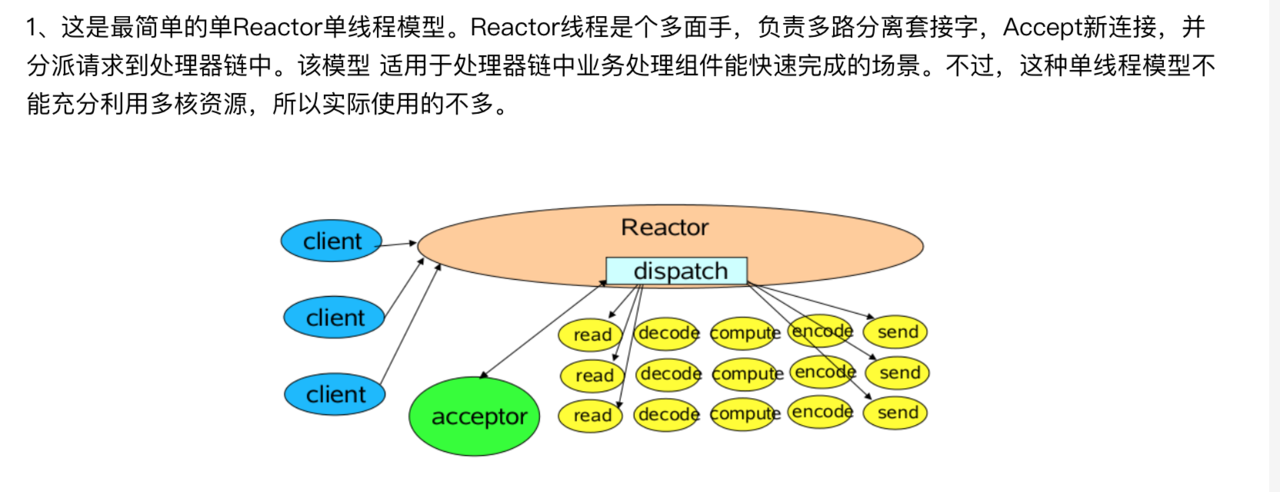 1、这是最简单的单Reactor单线程模型。Reactor线程是个多面手，负责多路分离套接字，Accept新连接，并
分派请求到处理器链中。该模型 适用于处理器链中业务处理组件能快速完成的场景。不过，这种单线程模型不
能充分利用多核资源，所以实际使用的不多。
Reactor
client
dispatch
client
read decode compute encode send
read decode compute encode send
client
acceptor
read decode compute encode send